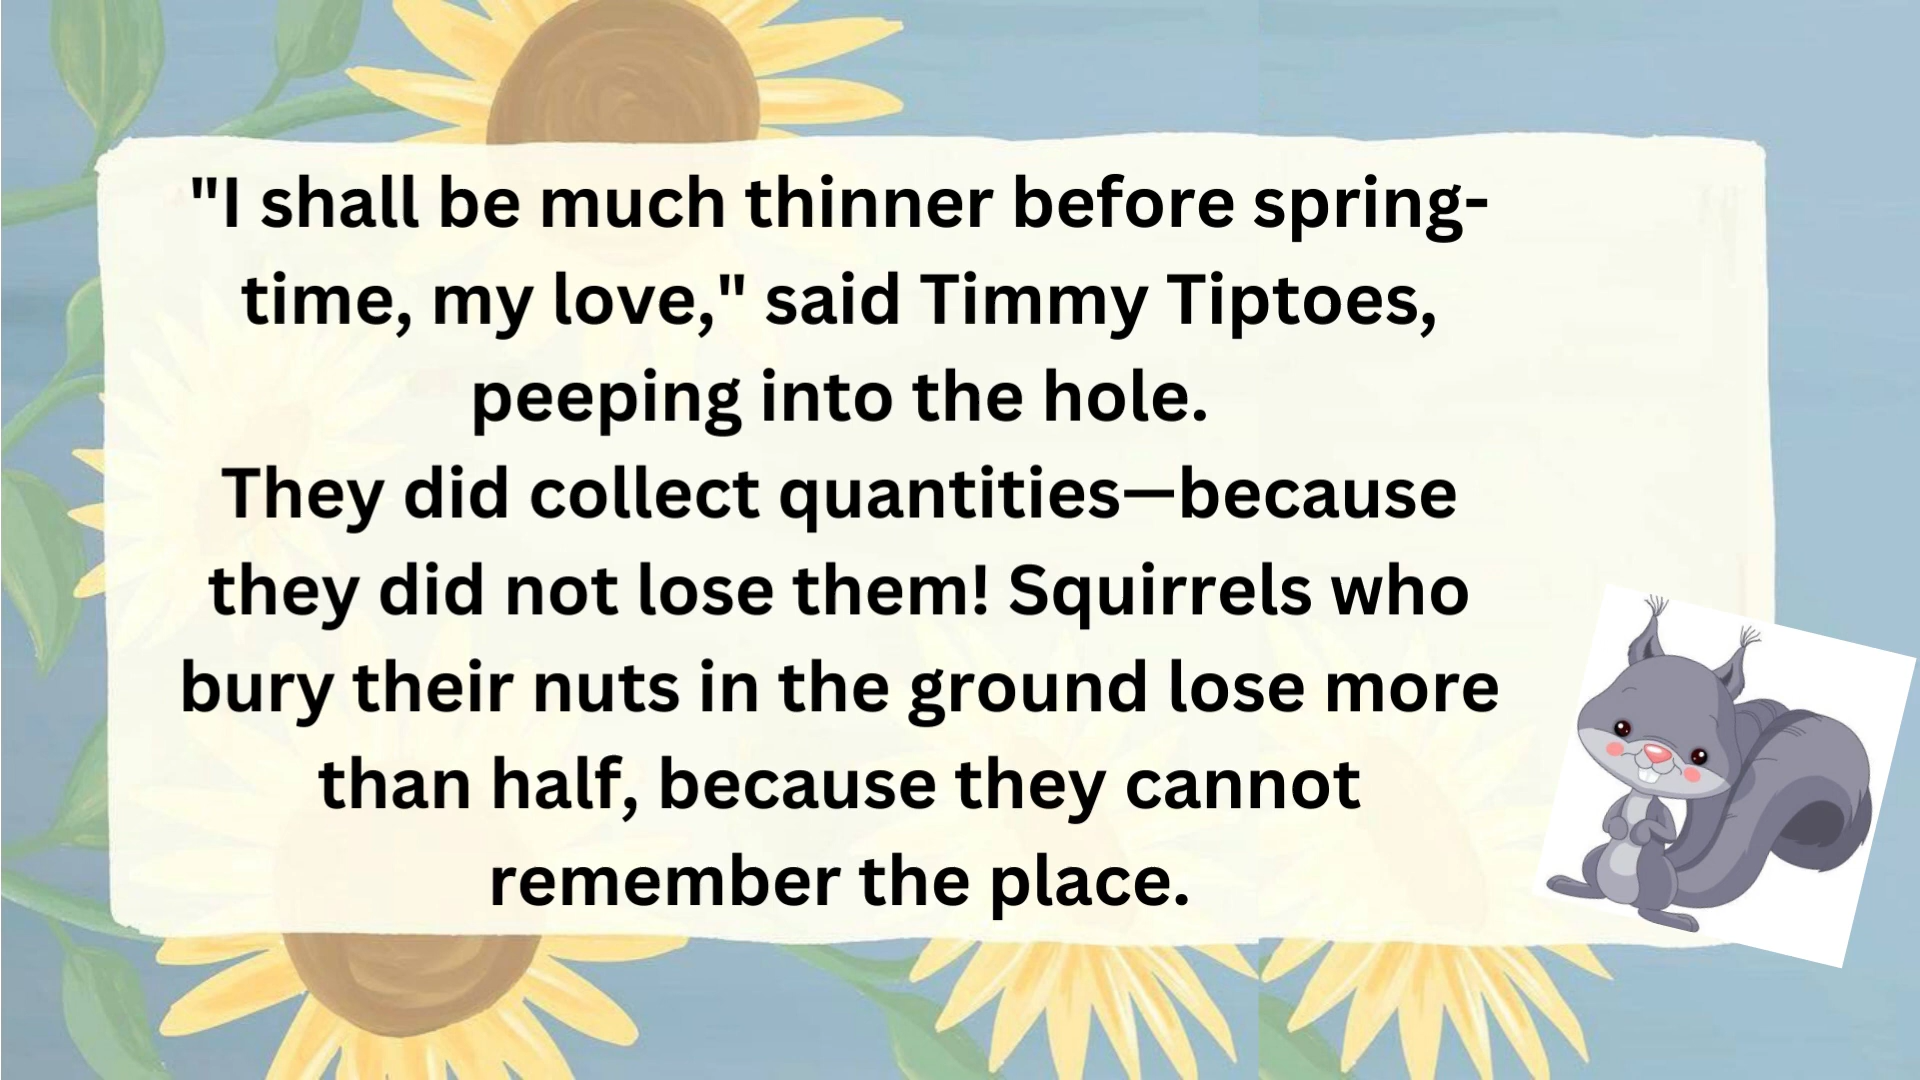 "I shall be much thinner before spring-
time, my love," said Timmy Tiptoes,
peeping into the hole.
They did collect quantities—because
they did not lose them! Squirrels who
bury their nuts in the ground lose more
than half, because they cannot
remember the place.